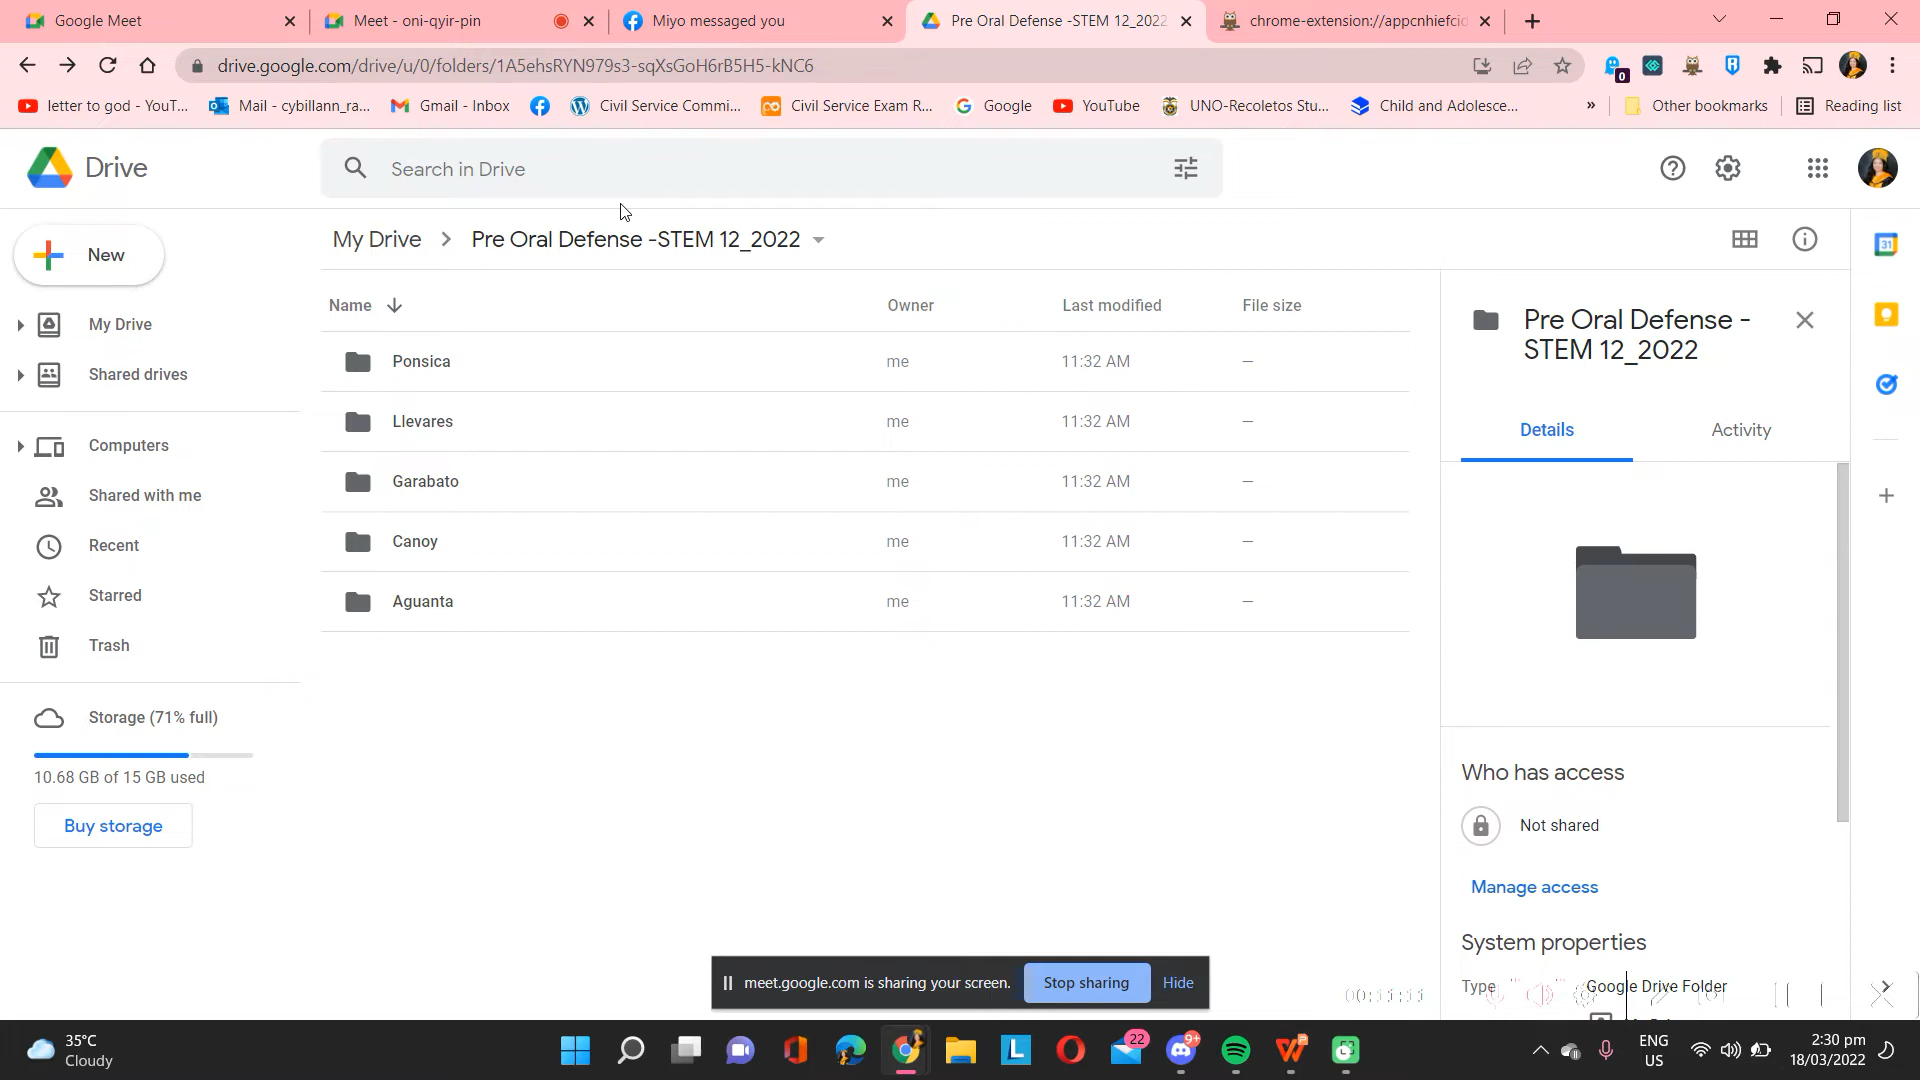 Google Meet
Meet - oni-qyir-pin
Miyo messaged you
Pre Oral Defense -STEM 12_2022
chrome-extension://appcnhiefcid
drive.google.com/drive/u/0/folders/1A5ehsRYN979s3-sqXsGoH6rB5H5-kNC6
0
letter to god - YouT...
Mail - cybillann_ra...
Gmail - Inbox
Civil Service Commi...
Civil Service Exam R...
Google
YouTube
UNO-Recoletos Stu...
Child and Adolesce...
»
Other bookmarks
Reading list
Drive
Search in Drive
New
My Drive
Shared drives
Computers
Shared with me
Recent
Starred
Trash
Storage (71% full)
10.68 GB of 15 GB used
Buy storage
My Drive > Pre Oral Defense -STEM 12_2022
Name Owner Last modified File size
Ponsica me 11:32 AM —
Llevares me 11:32 AM —
Garabato me 11:32 AM —
Canoy me 11:32 AM —
Aguanta me 11:32 AM —
Pre Oral Defense -
STEM 12_2022
Details Activity
Who has access
Not shared
Manage access
System properties
Type Google Drive Folder
31
meet.google.com is sharing your screen.
Stop sharing
Hide
35°C
Cloudy
L
22
9+
ENG
US
2:30 pm
18/03/2022